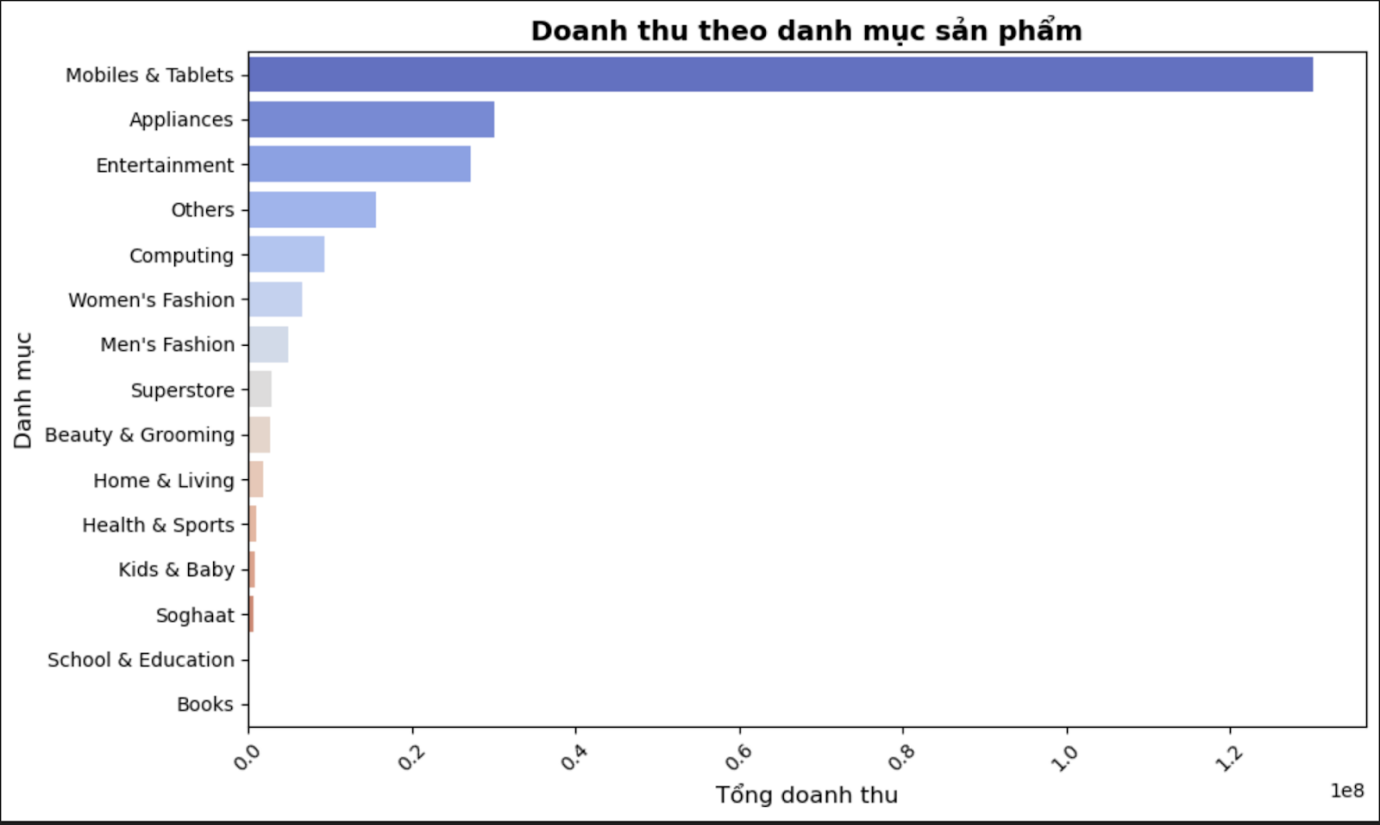 Doanh thu theo danh mục sản phẩm
Danh mục
Mobiles & Tablets
Appliances
Entertainment
Others
Computing
Women's Fashion
Men's Fashion
Superstore
Beauty & Grooming
Home & Living
Health & Sports
Kids & Baby
Soghaat
School & Education
Books
0.0 0.2 0.4 0.6 0.8 1.0 1.2
1e8
Tổng doanh thu